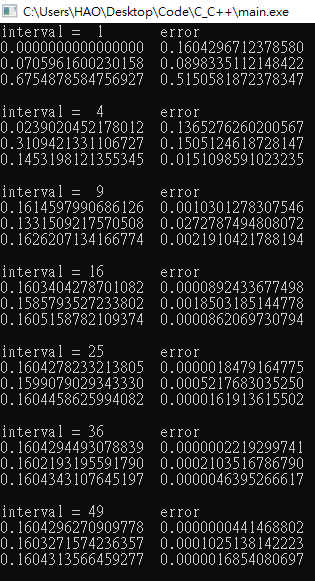 C:\Users\HAO\Desktop\Code\C_C++\main.exe
interval =  1      error
0.0000000000000000  0.1604296712378580
0.0705961600230158  0.0898335112148422
0.6754878584756927  0.5150581872378347
interval =  4      error
0.0239020452178012  0.1365276260200567
0.3109421331106727  0.1505124618728147
0.1453198121355345  0.0151098591023235
interval =  9      error
0.1614597990686126  0.0010301278307546
0.1331509217570508  0.0272787494808072
0.1626207134166774  0.0021910421788194
interval = 16      error
0.1603404278701082  0.0000892433677498
0.1585793527233802  0.0018503185144778
0.1605158782109374  0.0000862069730794
interval = 25      error
0.1604278233213805  0.0000018479164775
0.1599079029343330  0.0005217683035250
0.1604458625994082  0.0000161913615502
interval = 36      error
0.1604294493078839  0.0000002219299741
0.1602193195591790  0.0002103516786790
0.1604343107645197  0.0000046395266617
interval = 49      error
0.1604296270909778  0.0000000441468802
0.1603271574236357  0.0001025138142223
0.1604313566459277  0.0000016854080697